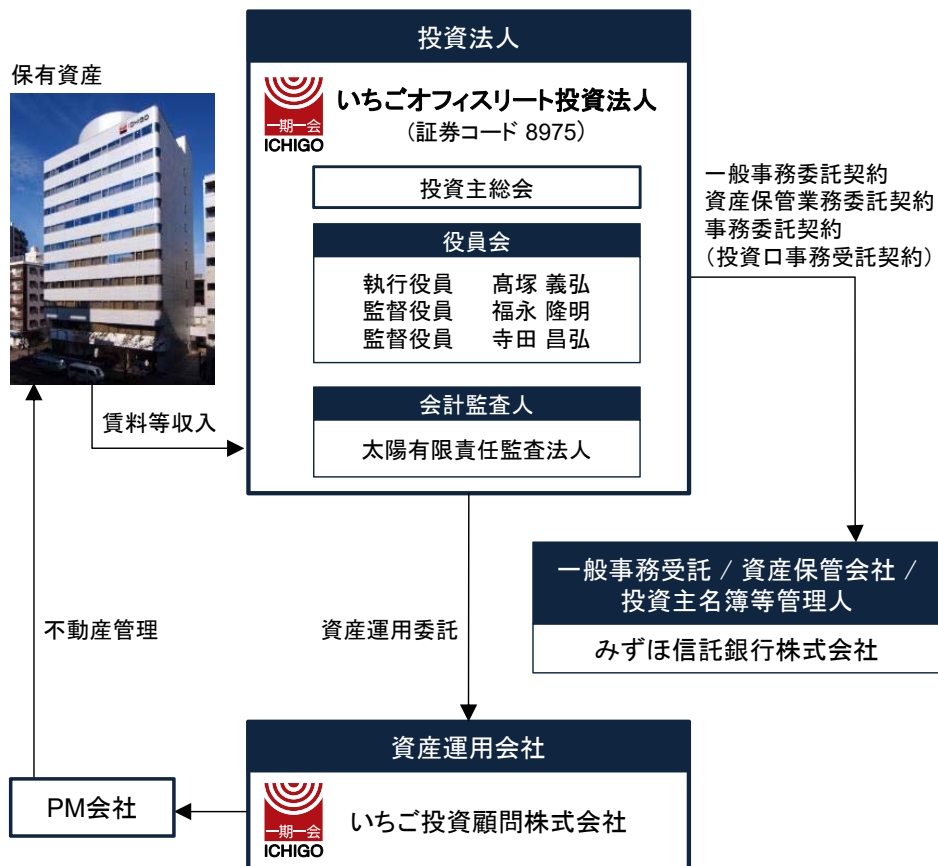 投資法人
保有資産
ICHIGO
一期一会
ICHIGO
いちごオフィスリート投資法人
(証券コード 8975)
投資主総会
役員会
執行役員 髙塚 義弘
監督役員 福永 隆明
監督役員 寺田 昌弘
会計監査人
太陽有限責任監査法人
一般事務委託契約
資産保管業務委託契約
事務委託契約
(投資口事務受託契約)
賃料等収入
一般事務受託 / 資産保管会社 /
投資主名簿等管理人
みずほ信託銀行株式会社
不動産管理
資産運用委託
資産運用会社
一期一会
ICHIGO
いちご投資顧問株式会社
PM会社